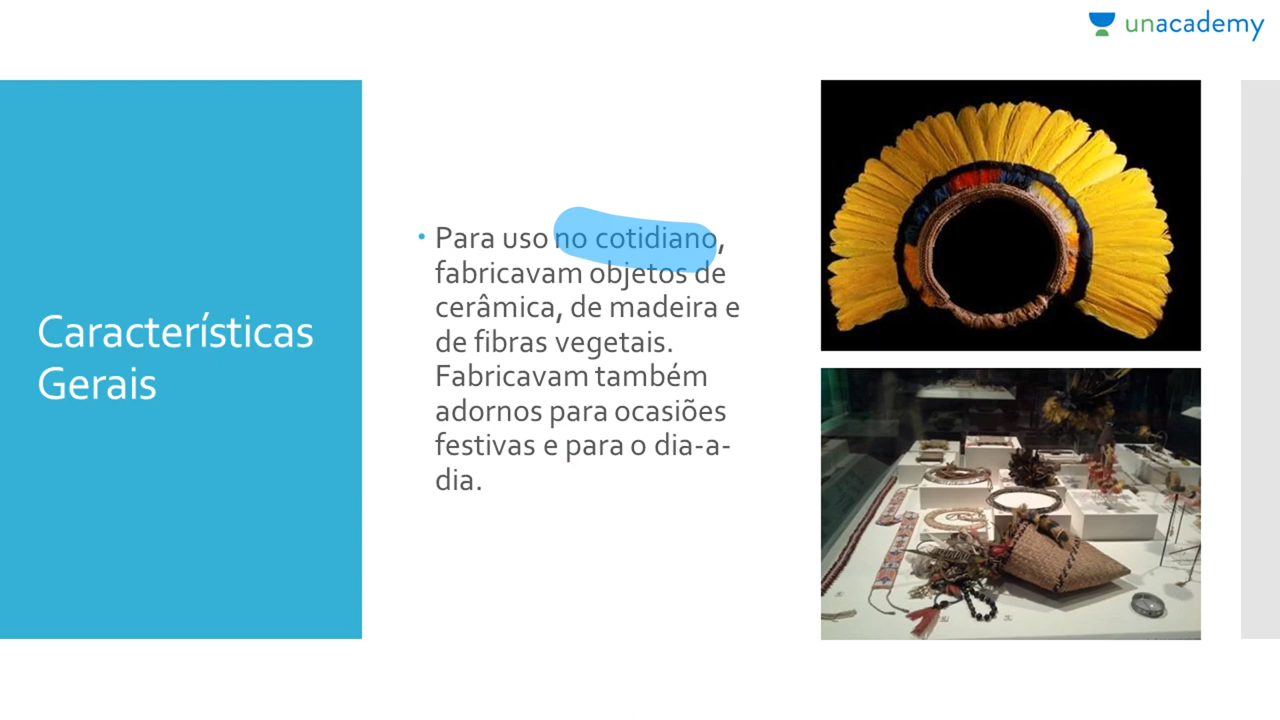 unacademy
Características
Gerais
• Para uso no cotidiano,
fabricavam objetos de
cerâmica, de madeira e
de fibras vegetais.
Fabricavam também
adornos para ocasiões
festivas e para o dia-a-
dia.